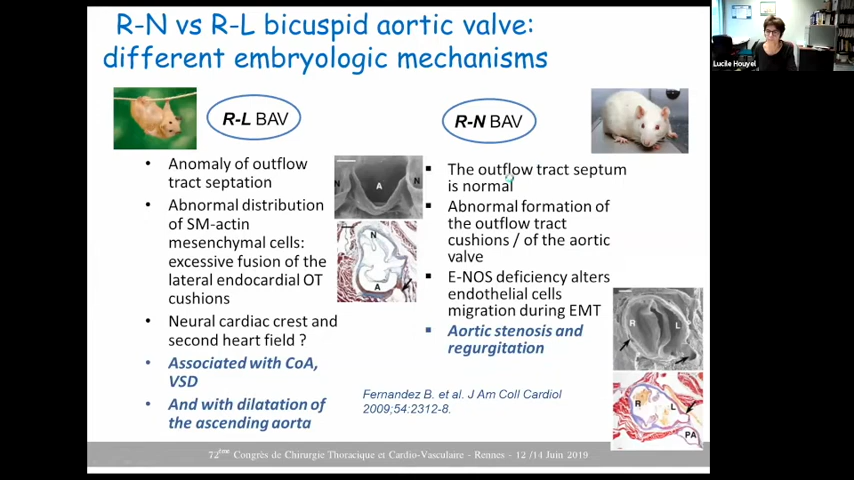 R-N vs R-L bicuspid aortic valve:
different embryologic mechanisms
R-L BAV
• Anomaly of outflow
tract septation
• Abnormal distribution
of SM-actin
mesenchymal cells:
excessive fusion of the
lateral endocardial OT
cushions
• Neural cardiac crest and
second heart field ?
• Associated with CoA,
VSD
• And with dilatation of
the ascending aorta
N
A
N
N
A
R-N BAV
▪ The outflow tract septum
is normal
▪ Abnormal formation of
the outflow tract
cushions / of the aortic
valve
▪ E-NOS deficiency alters
endothelial cells
migration during EMT
▪ Aortic stenosis and
regurgitation
R
L
R
L
PA
Fernandez B. et al. J Am Coll Cardiol
2009;54:2312-8.
72ème Congrès de Chirurgie Thoracique et Cardio-Vasculaire - Rennes - 12 /14 Juin 2019
Lucile Houyel